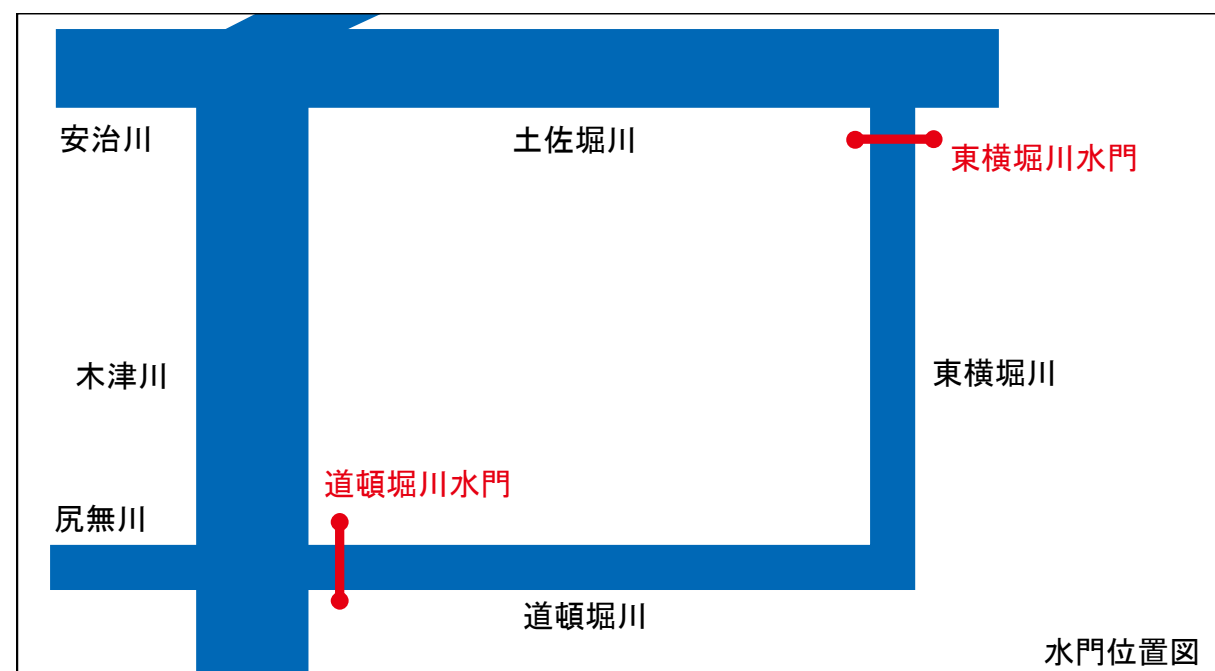 安治川
土佐堀川
東横堀川水門
木津川
東横堀川
道頓堀川水門
尻無川
道頓堀川
水門位置図